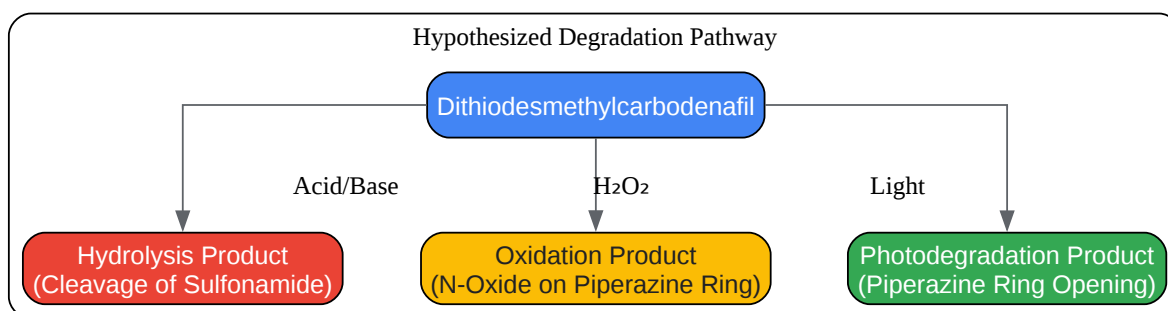 Hypothesized Degradation Pathway
Dithiodesmethylcarbodenafil
Acid/Base
H₂O₂
Light
Hydrolysis Product
(Cleavage of Sulfonamide)
Oxidation Product
(N-Oxide on Piperazine Ring)
Photodegradation Product
(Piperazine Ring Opening)